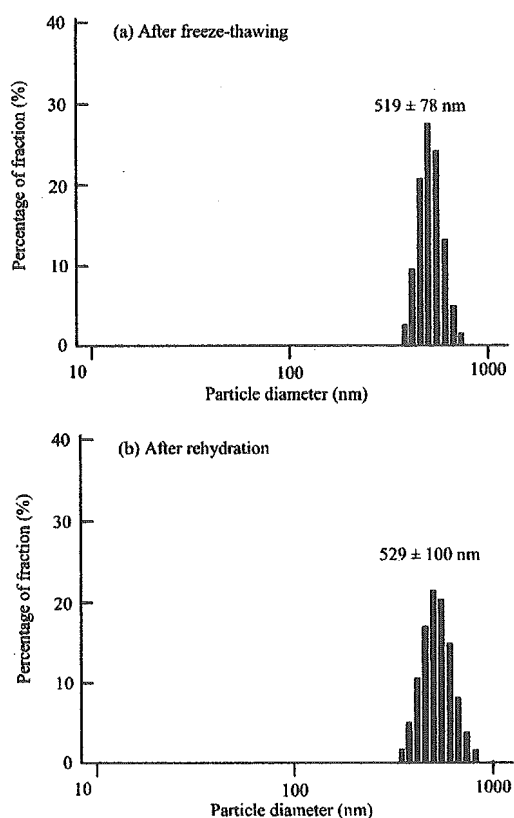 (a) After freeze-thawing
40
519 ± 78 nm
30
20
10
0
Percentage of fraction (%)
10
100
1000
Particle diameter (nm)
(b) After rehydration
40
30
529 ± 100 nm
20
10
0
Percentage of fraction (%)
10
100
1000
Particle diameter (nm)